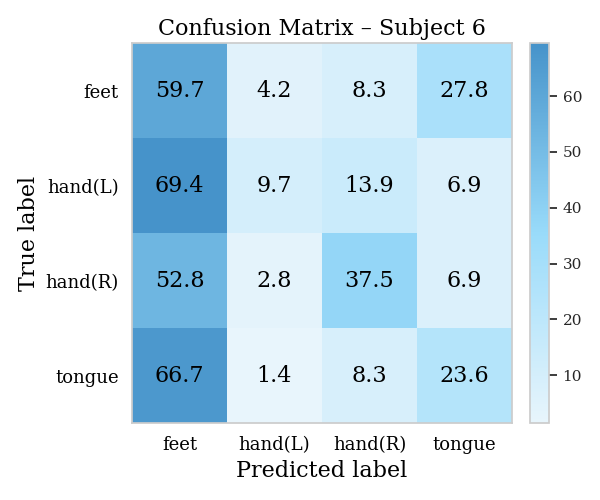 Confusion Matrix – Subject 6
feet 59.7 4.2 8.3 27.8
hand(L) 69.4 9.7 13.9 6.9
hand(R) 52.8 2.8 37.5 6.9
tongue 66.7 1.4 8.3 23.6
feet hand(L) hand(R) tongue
Predicted label
True label
60
50
40
30
20
10